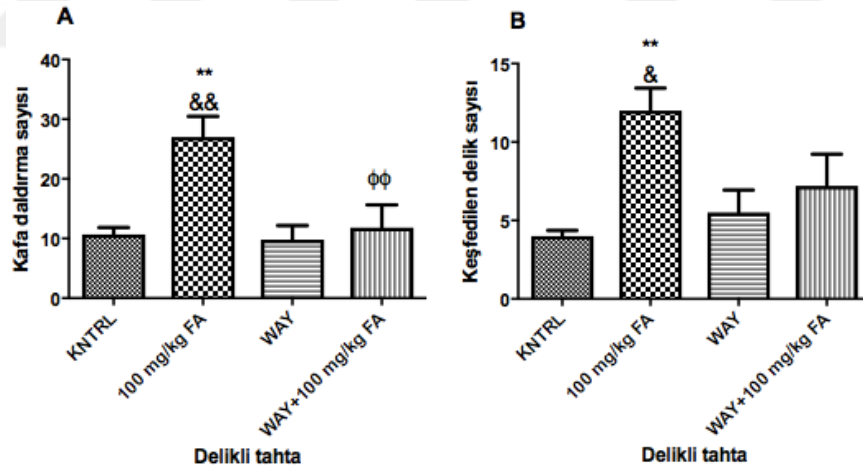 A
Kafa daldırma sayısı
40
30
20
10
0
**
&&
ϕϕ
KNTRL
100 mg/kg FA
WAY
WAY+100 mg/kg FA
Delikli tahta
B
Keşfedilen delik sayısı
15
10
5
0
**
&
KNTRL
100 mg/kg FA
WAY
WAY+100 mg/kg FA
Delikli tahta